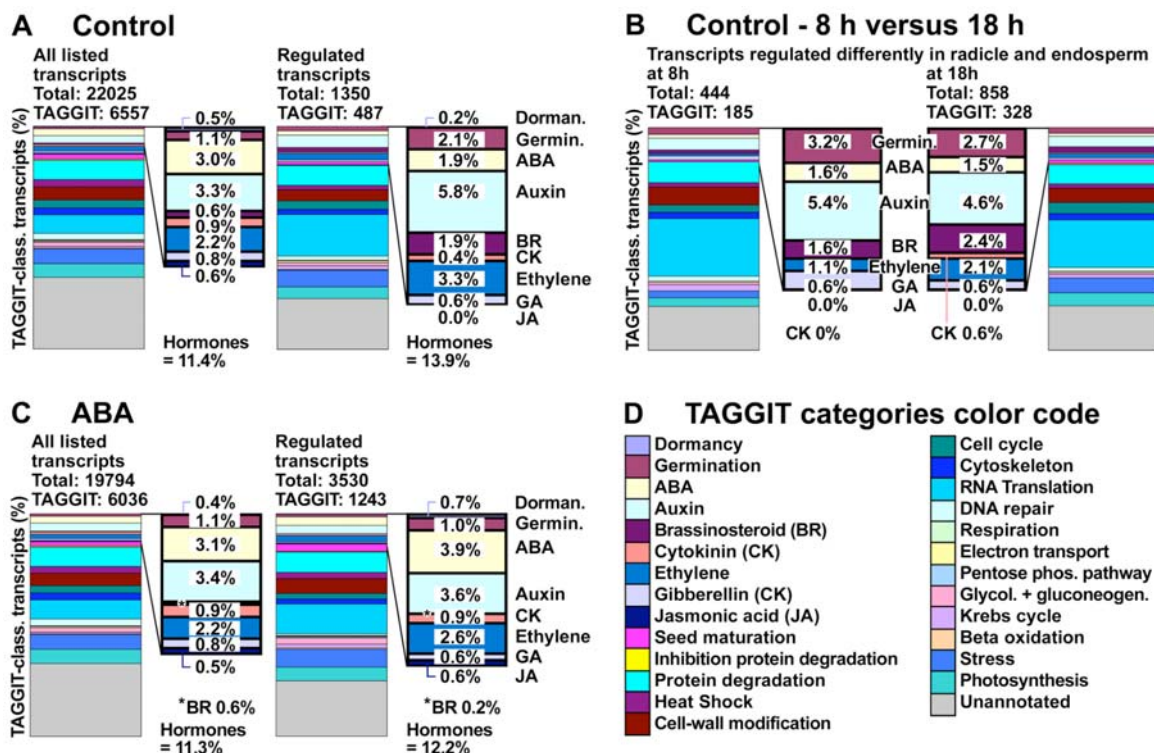 A Control
All listed
transcripts
Total: 22025
TAGGIT: 6557
Regulated
transcripts
Total: 1350
TAGGIT: 487
TAGGIT-class. transcripts (%)
0.5%
1.1%
3.0%
3.3%
0.6%
0.9%
2.2%
0.8%
0.6%
Hormones
= 11.4%
0.2% Dorman.
2.1% Germin.
1.9% ABA
5.8% Auxin
1.9% BR
0.4% CK
3.3% Ethylene
0.6% GA
0.0% JA
Hormones
= 13.9%
B Control - 8 h versus 18 h
Transcripts regulated differently in radicle and endosperm
at 8h
Total: 444
TAGGIT: 185
at 18h
Total: 858
TAGGIT: 328
TAGGIT-class. transcripts (%)
3.2% Germin. 2.7%
1.6% ABA 1.5%
5.4% Auxin 4.6%
1.6% BR 2.4%
1.1% Ethylene 2.1%
0.6% GA 0.6%
0.0% JA 0.0%
CK 0% CK 0.6%
C ABA
All listed
transcripts
Total: 19794
TAGGIT: 6036
Regulated
transcripts
Total: 3530
TAGGIT: 1243
TAGGIT-class. transcripts (%)
0.4%
1.1%
3.1%
3.4%
*
0.9%
2.2%
0.8%
0.5%
*BR 0.6%
Hormones
= 11.3%
0.7% Dorman.
1.0% Germin.
3.9% ABA
3.6% Auxin
* 0.9% CK
2.6% Ethylene
0.6% GA
0.6% JA
*BR 0.2%
Hormones
= 12.2%
D TAGGIT categories color code
Dormancy
Germination
ABA
Auxin
Brassinosteroid (BR)
Cytokinin (CK)
Ethylene
Gibberellin (CK)
Jasmonic acid (JA)
Seed maturation
Inhibition protein degradation
Protein degradation
Heat Shock
Cell-wall modification
Cell cycle
Cytoskeleton
RNA Translation
DNA repair
Respiration
Electron transport
Pentose phos. pathway
Glycol. + gluconeogen.
Krebs cycle
Beta oxidation
Stress
Photosynthesis
Unannotated